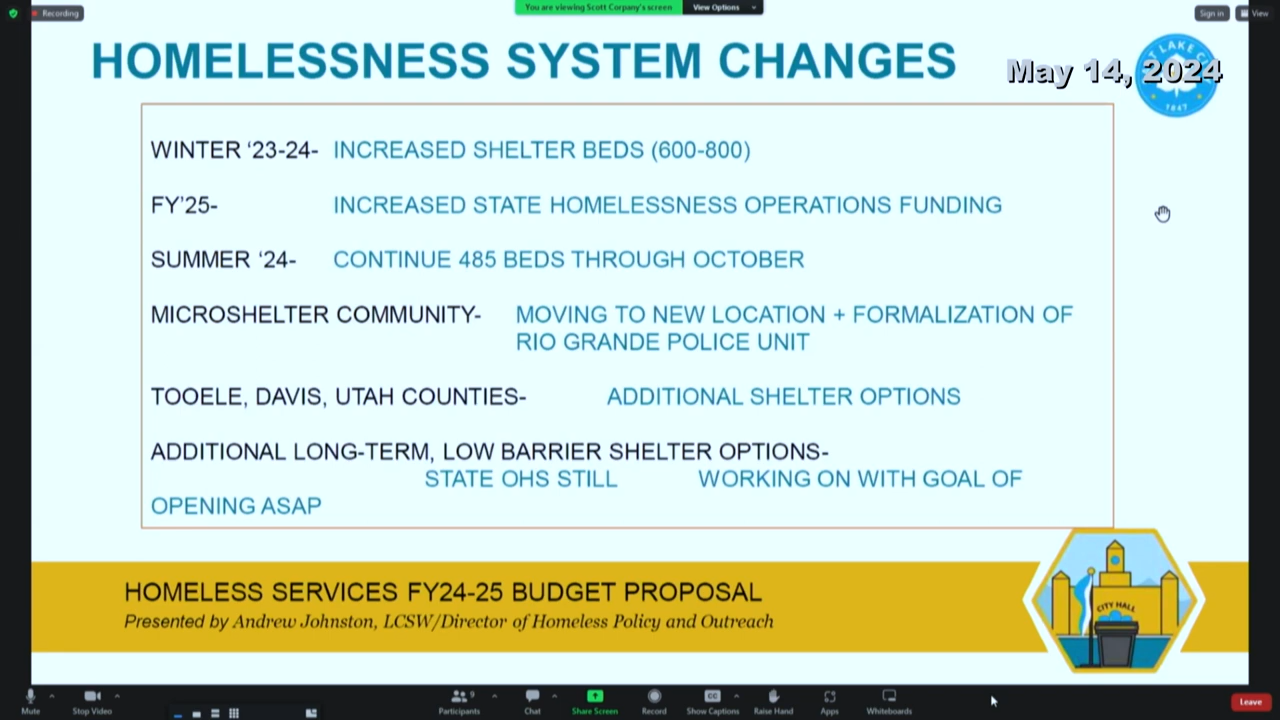 Recording
You are viewing Scott Corpany's screen
View Options
Sign in
View
HOMELESSNESS SYSTEM CHANGES
May 14, 2024
1847
WINTER ‘23-24- INCREASED SHELTER BEDS (600-800)
FY’25- INCREASED STATE HOMELESSNESS OPERATIONS FUNDING
SUMMER ‘24- CONTINUE 485 BEDS THROUGH OCTOBER
MICROSHELTER COMMUNITY- MOVING TO NEW LOCATION + FORMALIZATION OF
RIO GRANDE POLICE UNIT
TOOELE, DAVIS, UTAH COUNTIES- ADDITIONAL SHELTER OPTIONS
ADDITIONAL LONG-TERM, LOW BARRIER SHELTER OPTIONS-
STATE OHS STILL WORKING ON WITH GOAL OF
OPENING ASAP
HOMELESS SERVICES FY24-25 BUDGET PROPOSAL
Presented by Andrew Johnston, LCSW/Director of Homeless Policy and Outreach
CITY HALL
Mute
Stop Video
Participants
9
Chat
Share Screen
Record
CC
Show Captions
Raise Hand
Apps
Whiteboards
Leave